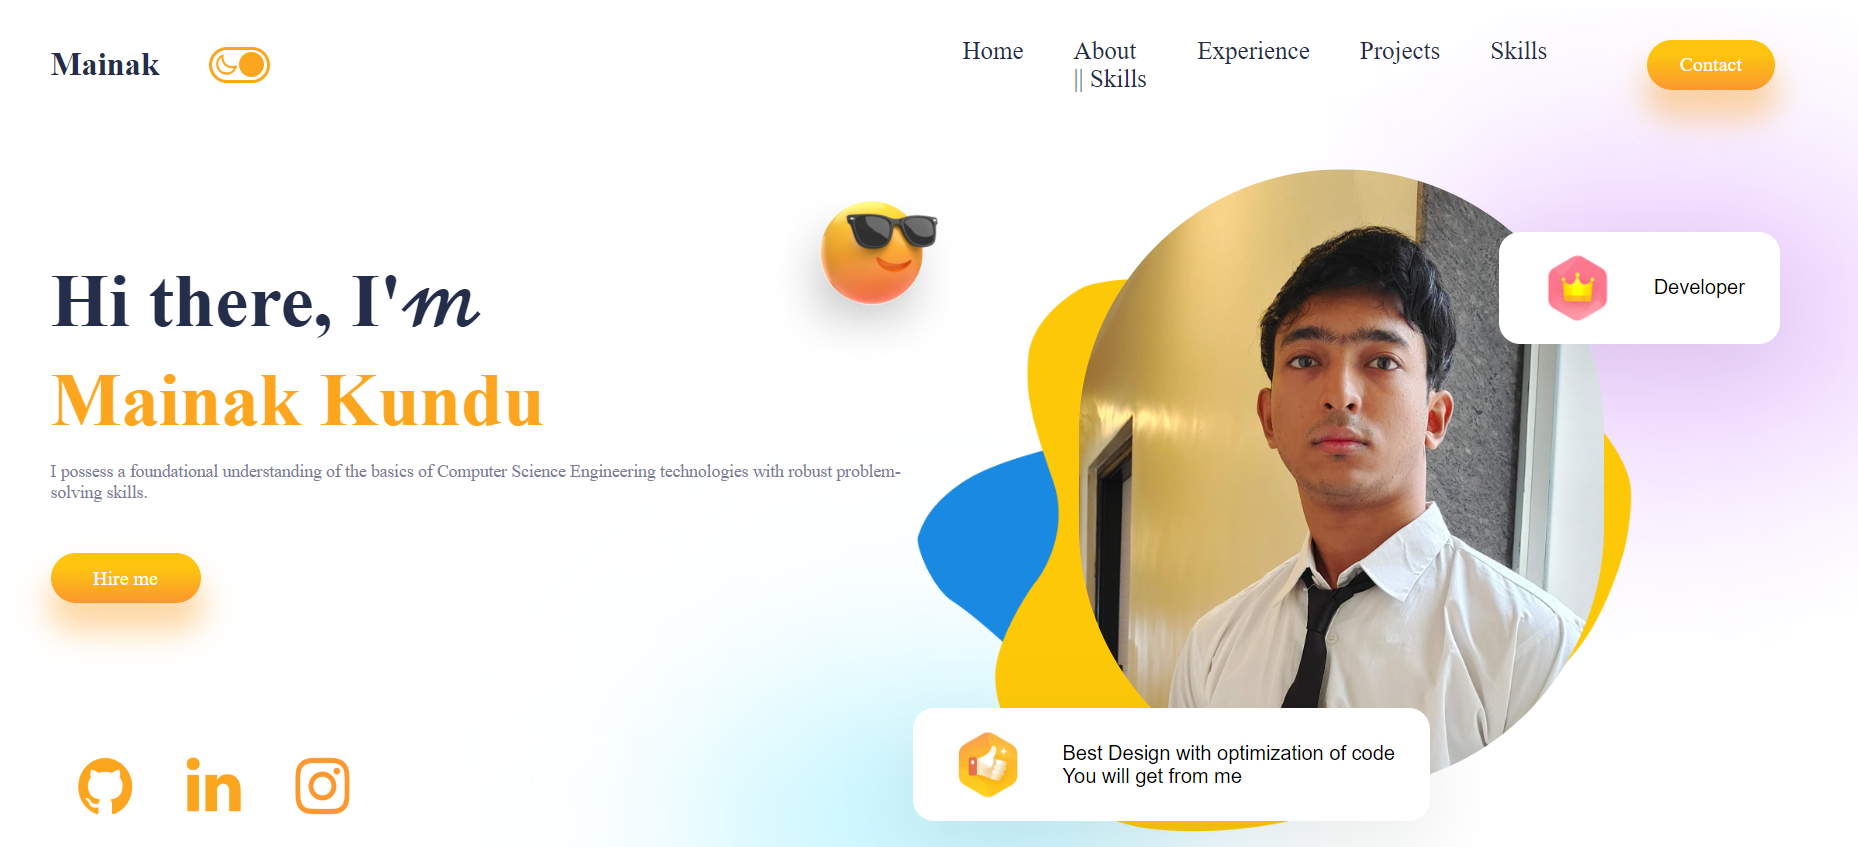 Mainak
Home About Experience Projects Skills Contact
|| Skills
Developer
Hi there, I'𝓂
Mainak Kundu
I possess a foundational understanding of the basics of Computer Science Engineering technologies with robust problem-
solving skills.
Hire me
Best Design with optimization of code
You will get from me
in